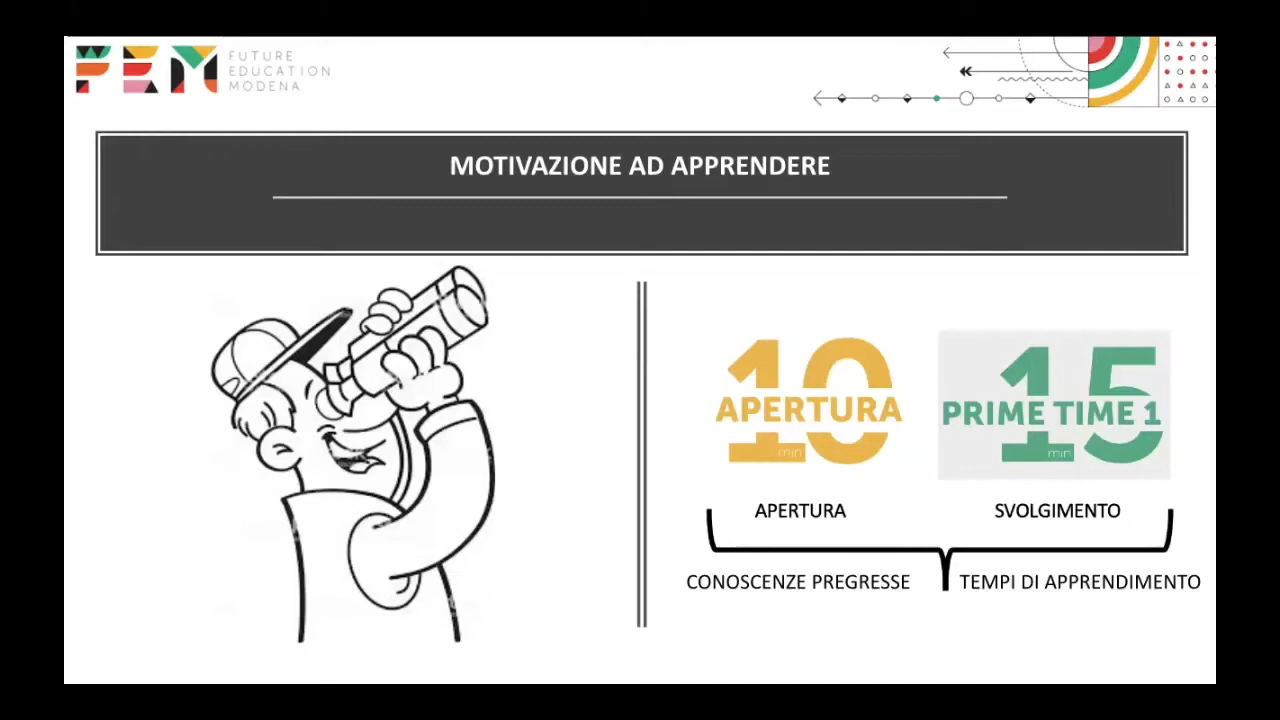 FEM
FUTURE
EDUCATION
MODENA
MOTIVAZIONE AD APPRENDERE
10
APERTURA
min
15
PRIME TIME 1
min
APERTURA
SVOLGIMENTO
CONOSCENZE PREGRESSE
TEMPI DI APPRENDIMENTO